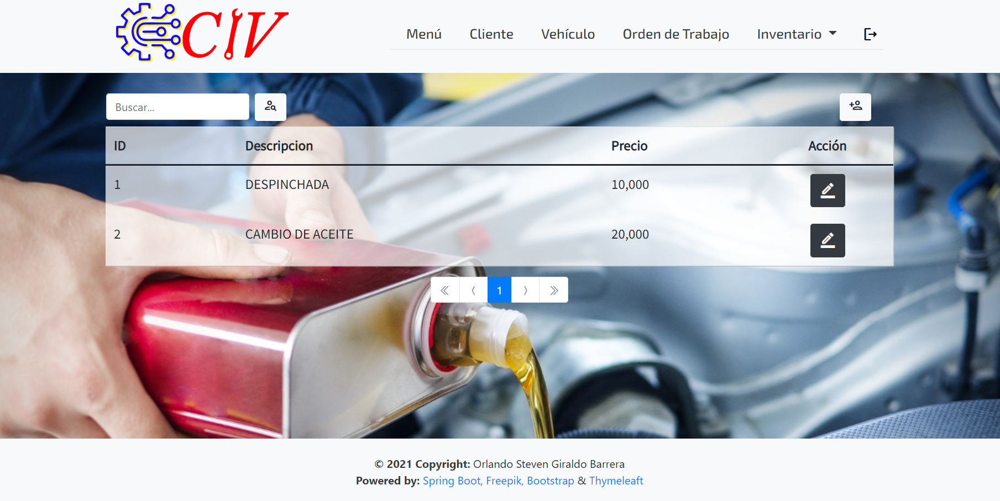 CIV
Menú Cliente Vehículo Orden de Trabajo Inventario
Buscar...
ID Descripcion Precio Acción
1 DESPINCHADA 10,000
2 CAMBIO DE ACEITE 20,000
1
© 2021 Copyright: Orlando Steven Giraldo Barrera
Powered by: Spring Boot, Freepik, Bootstrap & Thymeleaft